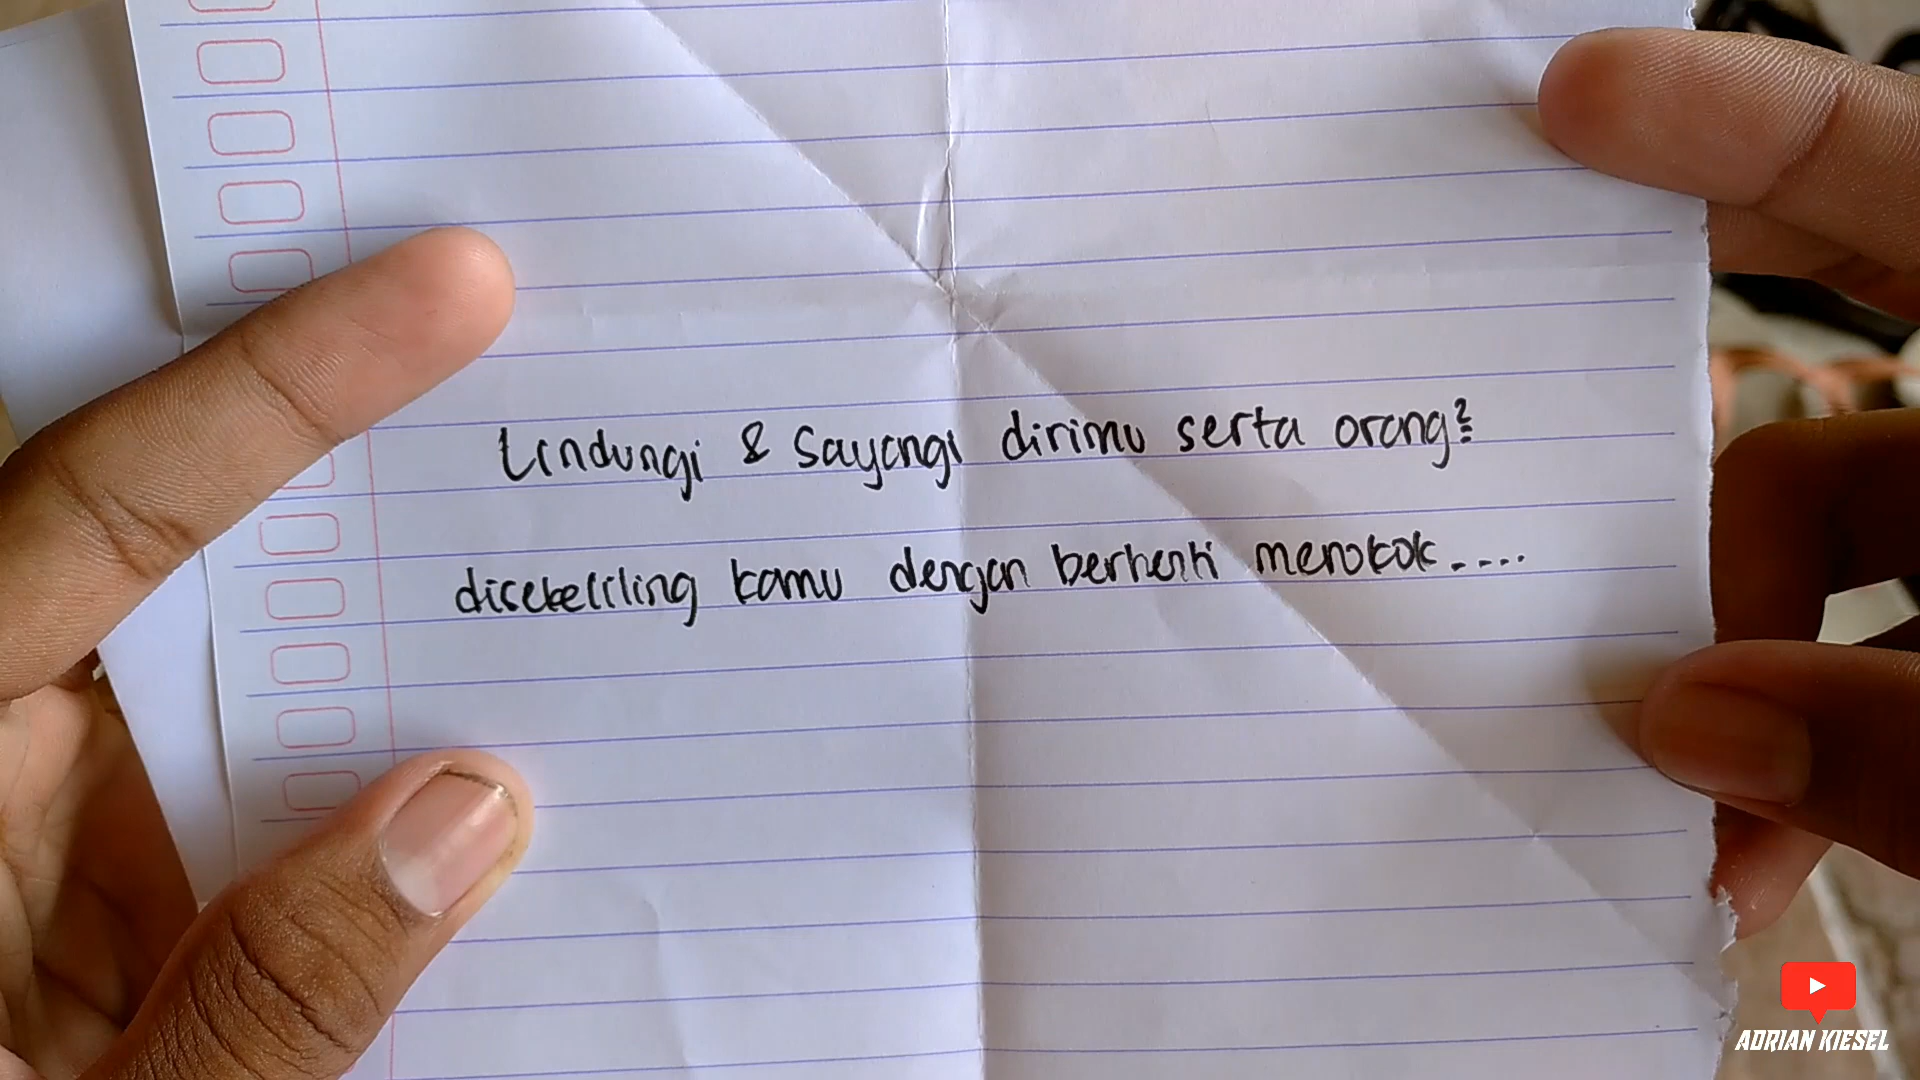 Lindungi & Sayangi dirimu serta orang2
disekeliling kamu dengan berhenti merokok....
ADRIAN KIESEL